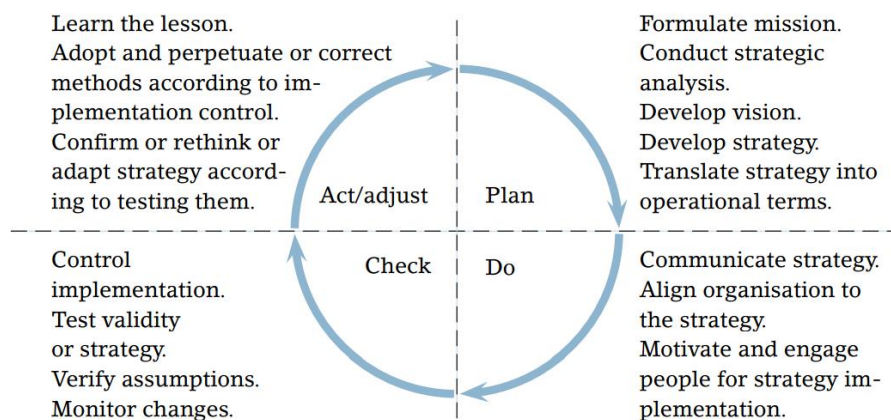 Learn the lesson.
Adopt and perpetuate or correct
methods according to im-
plementation control.
Confirm or rethink or
adapt strategy accord-
ing to testing them.
Act/adjust
Formulate mission.
Conduct strategic
analysis.
Develop vision.
Develop strategy.
Translate strategy into
operational terms.
Plan
Control
implementation.
Test validity
or strategy.
Verify assumptions.
Monitor changes.
Check
Do
Communicate strategy.
Align organisation to
the strategy.
Motivate and engage
people for strategy im-
plementation.